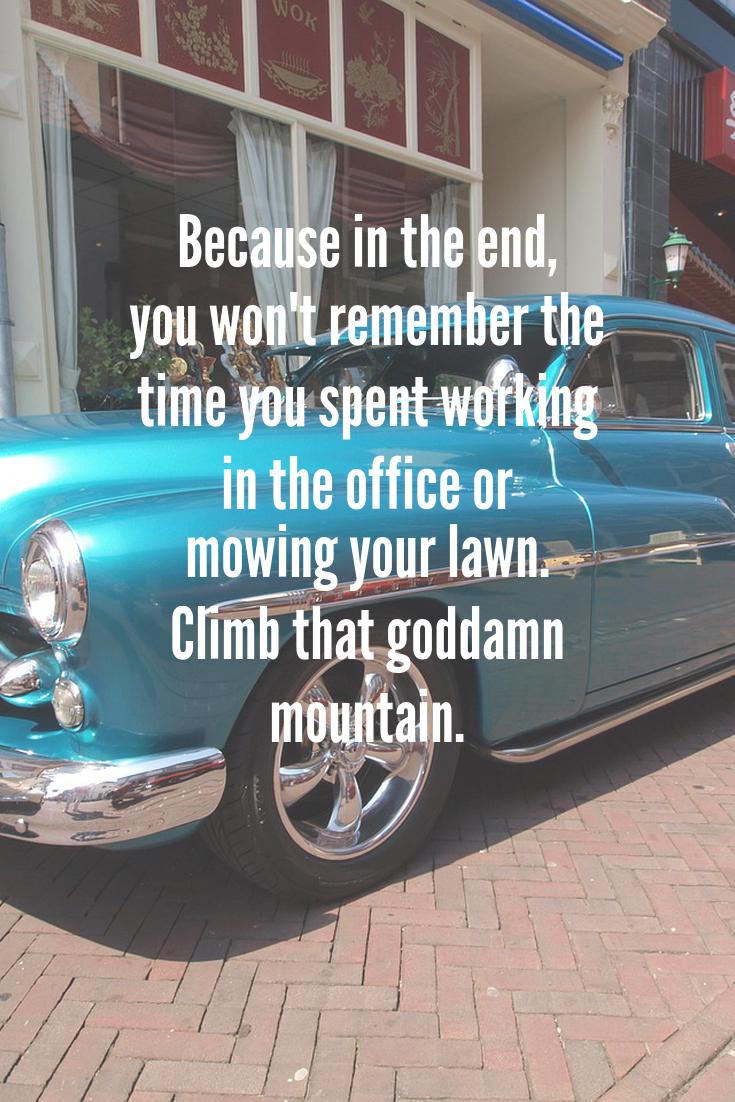 WOK
Because in the end,
you won't remember the
time you spent working
in the office or
mowing your lawn.
Climb that goddamn
mountain.